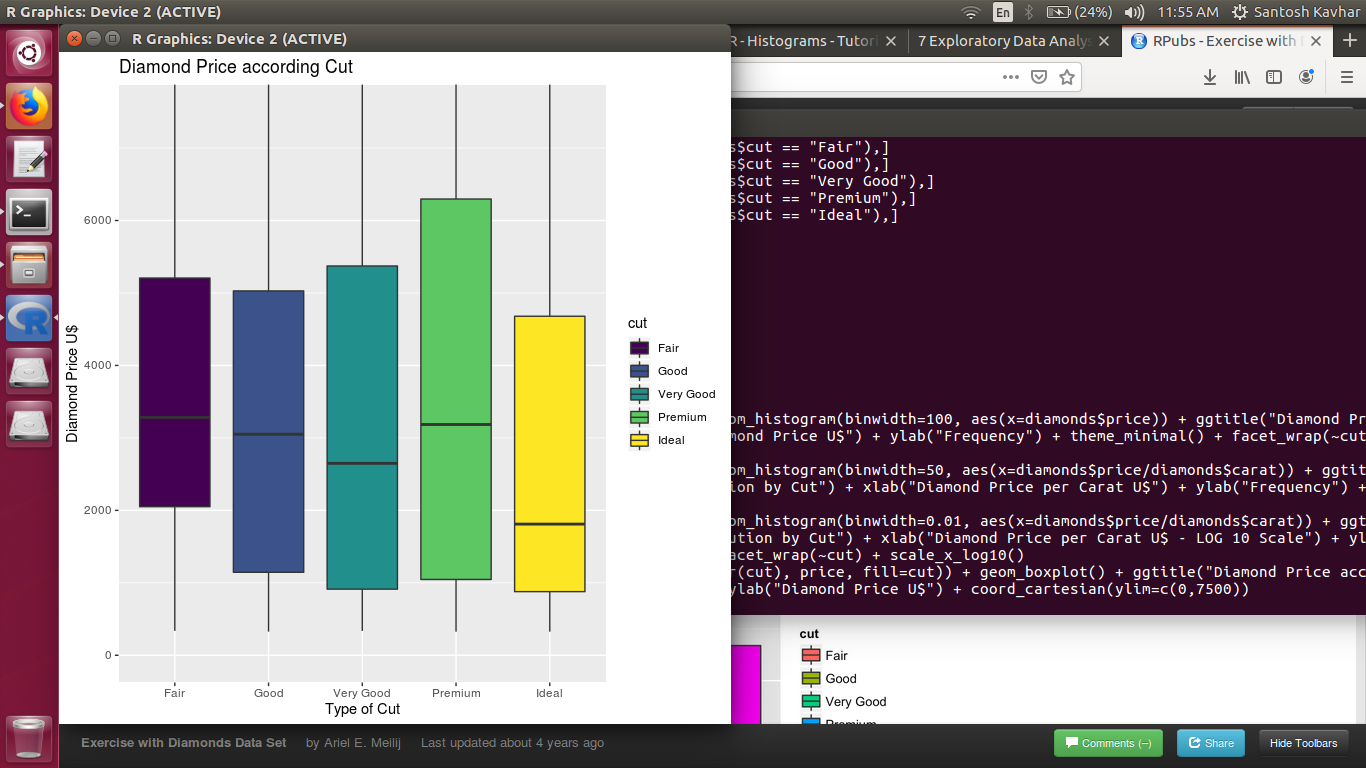 R Graphics: Device 2 (ACTIVE)
En
(24%)
11:55 AM
Santosh Kavhar
R Graphics: Device 2 (ACTIVE)
R - Histograms - Tutori
7 Exploratory Data Analys
RPubs - Exercise with
Diamond Price according Cut
6000
4000
2000
0
Diamond Price U$
Fair
Good
Very Good
Premium
Ideal
Type of Cut
cut
Fair
Good
Very Good
Premium
Ideal
s$cut == "Fair"),]
s$cut == "Good"),]
s$cut == "Very Good"),]
s$cut == "Premium"),]
s$cut == "Ideal"),]
om_histogram(binwidth=100, aes(x=diamonds$price)) + ggtitle("Diamond Pr
mond Price U$") + ylab("Frequency") + theme_minimal() + facet_wrap(~cut
om_histogram(binwidth=50, aes(x=diamonds$price/diamonds$carat)) + ggtit
ion by Cut") + xlab("Diamond Price per Carat U$") + ylab("Frequency") +
om_histogram(binwidth=0.01, aes(x=diamonds$price/diamonds$carat)) + ggt
ution by Cut") + xlab("Diamond Price per Carat U$ - LOG 10 Scale") + yl
acet_wrap(~cut) + scale_x_log10()
r(cut), price, fill=cut)) + geom_boxplot() + ggtitle("Diamond Price acc
ylab("Diamond Price U$") + coord_cartesian(ylim=c(0,7500))
cut
Fair
Good
Very Good
Premium
Exercise with Diamonds Data Set
by Ariel E. Meilij
Last updated about 4 years ago
Comments (–)
Share
Hide Toolbars